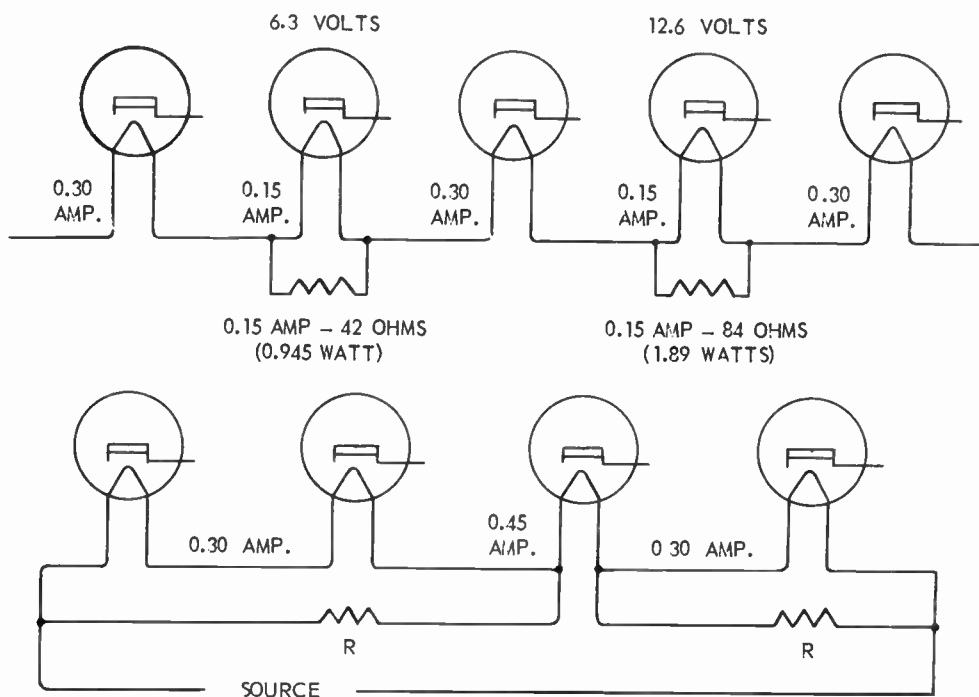 6.3 VOLTS
12.6 VOLTS
0.30
AMP.
0.15
AMP.
0.30
AMP.
0.15
AMP.
0.30
AMP.
0.15 AMP – 42 OHMS
(0.945 WATT)
0.15 AMP – 84 OHMS
(1.89 WATTS)
0.30 AMP.
0.45
AMP.
0 30 AMP.
R
R
SOURCE